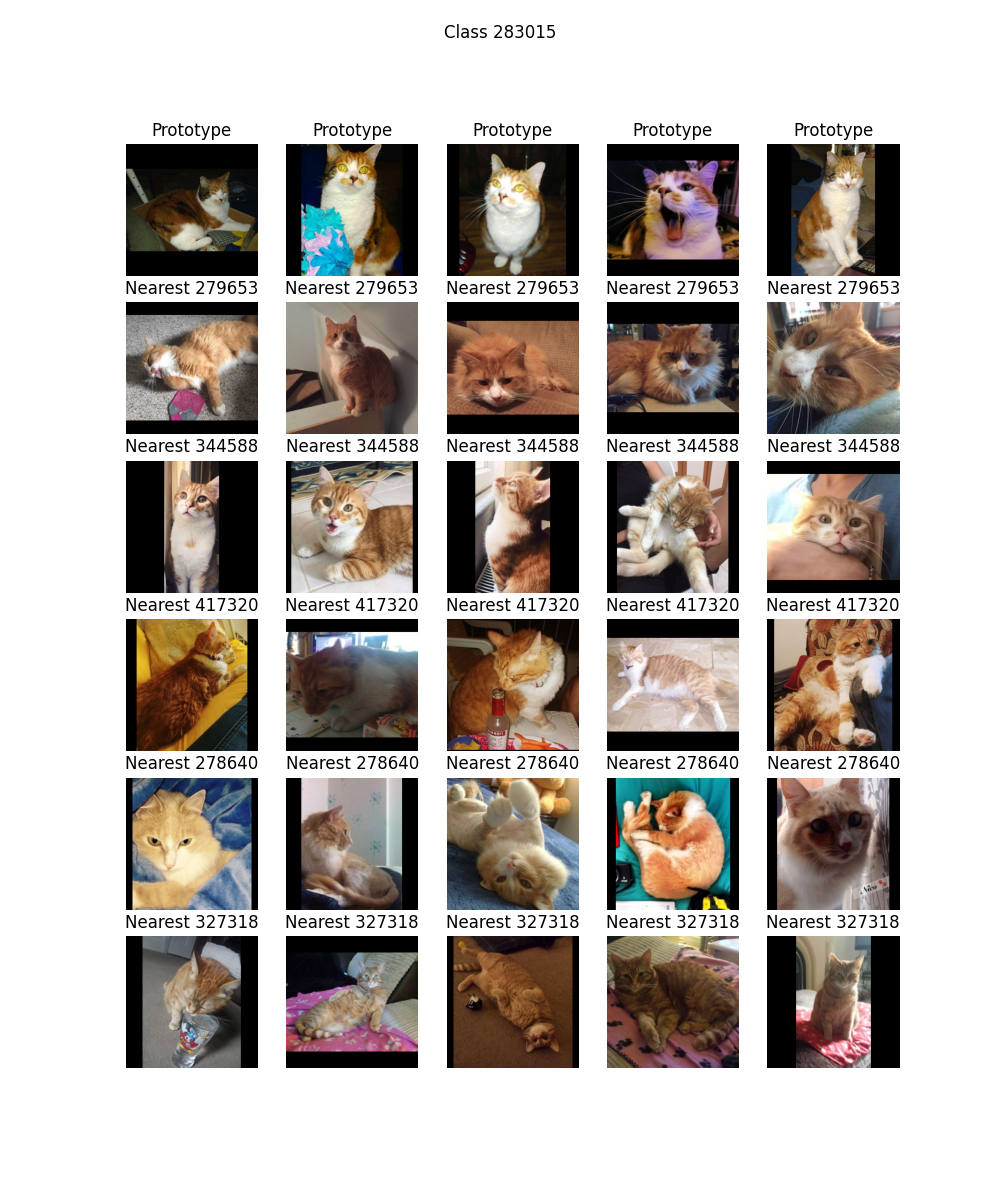 Class 283015
Prototype Prototype Prototype Prototype Prototype
Nearest 279653 Nearest 279653 Nearest 279653 Nearest 279653 Nearest 279653
Nearest 344588 Nearest 344588 Nearest 344588 Nearest 344588 Nearest 344588
Nearest 417320 Nearest 417320 Nearest 417320 Nearest 417320 Nearest 417320
Nearest 278640 Nearest 278640 Nearest 278640 Nearest 278640 Nearest 278640
Nico
Nearest 327318 Nearest 327318 Nearest 327318 Nearest 327318 Nearest 327318